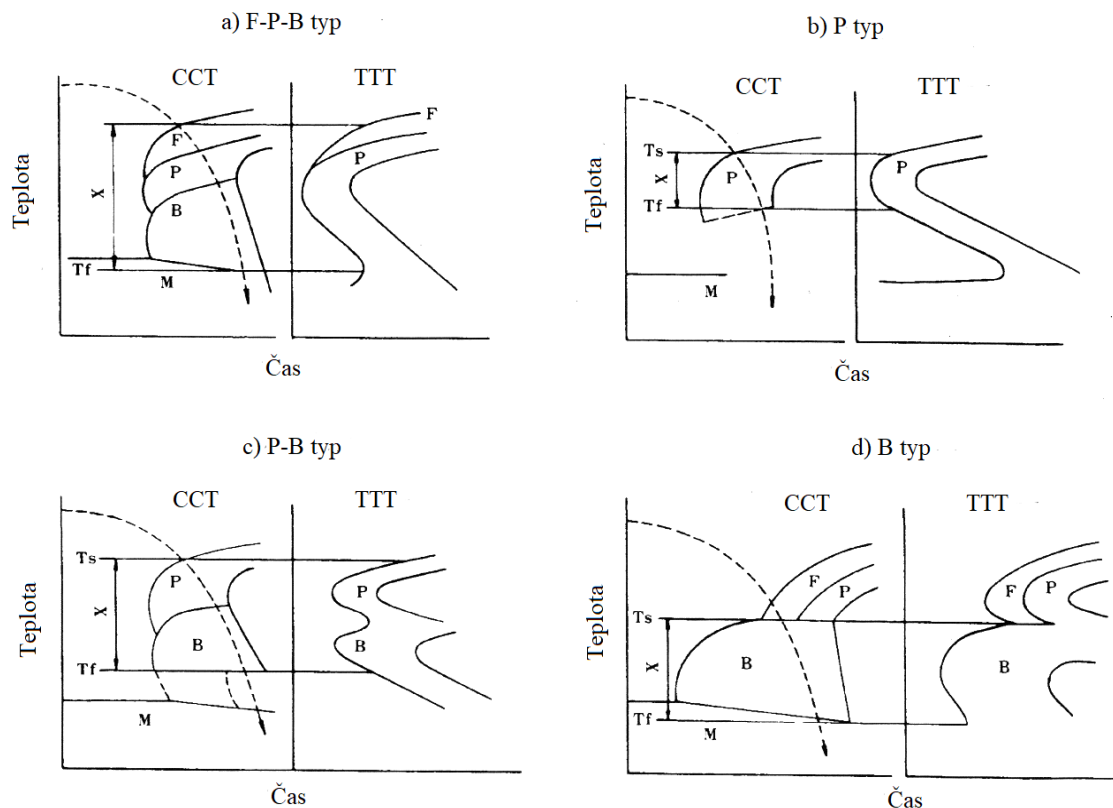 a) F-P-B typ
CCT TTT
F
F
P
P
B
X
Teplota
Tf
M
Čas
b) P typ
CCT TTT
Ts
P
P
X
Teplota
Tf
M
Čas
c) P-B typ
CCT TTT
Ts
P
P
X
Teplota
B
B
Tf
M
Čas
d) B typ
CCT TTT
F
P
F
P
Ts
Teplota
X
B
B
Tf
M
Čas